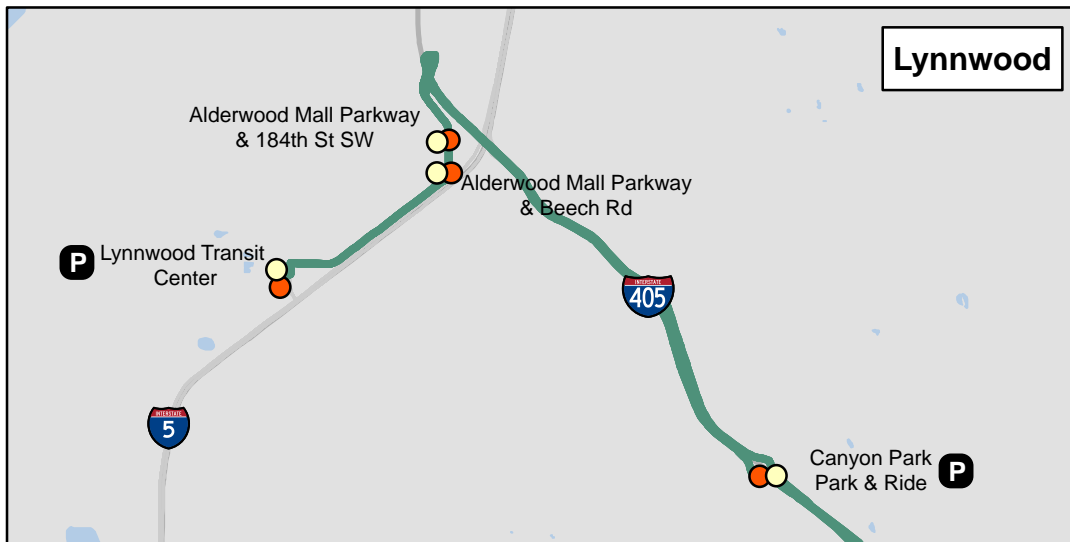 Lynnwood
Alderwood Mall Parkway
& 184th St SW
Alderwood Mall Parkway
& Beech Rd
P
Lynnwood Transit
Center
INTERSTATE
405
INTERSTATE
5
Canyon Park
Park & Ride
P